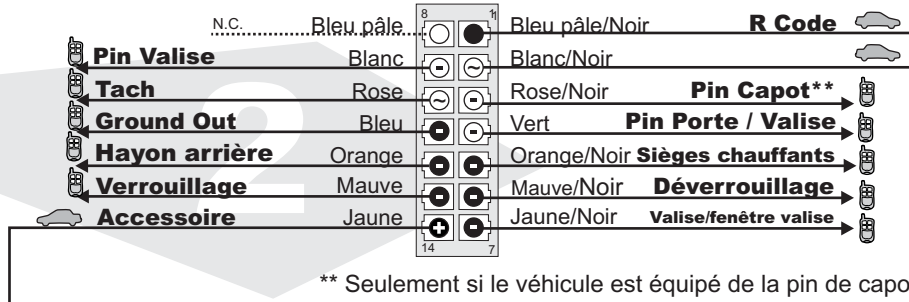 N.C. Bleu pâle 8 1 Bleu pâle/Noir R Code
Pin Valise Blanc Blanc/Noir
Tach Rose Rose/Noir Pin Capot**
Ground Out Bleu Vert Pin Porte / Valise
Hayon arrière Orange Orange/Noir Sièges chauffants
Verrouillage Mauve Mauve/Noir Déverrouillage
Accessoire Jaune Jaune/Noir Valise/fenêtre valise
14 7
2
** Seulement si le véhicule est équipé de la pin de capo